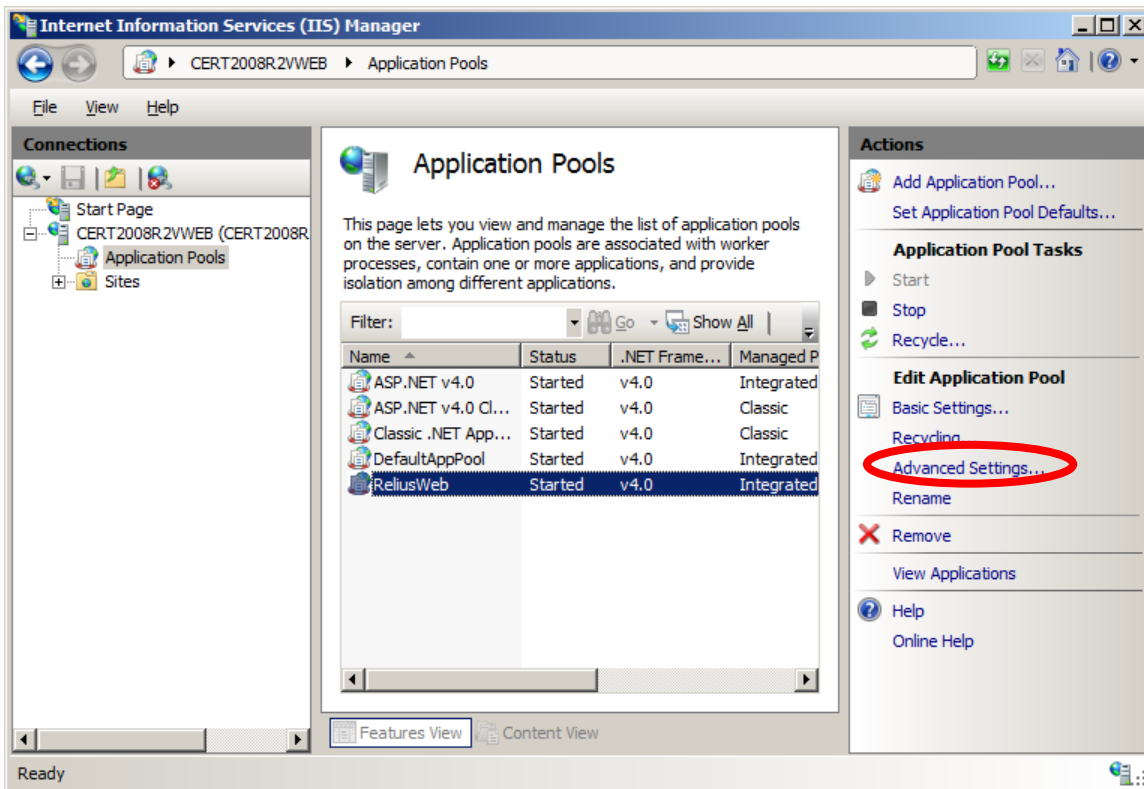 Internet Information Services (IIS) Manager
CERT2008R2VWEB Application Pools
File View Help
Connections
Start Page
CERT2008R2VWEB (CERT2008R
Application Pools
Sites
Application Pools
This page lets you view and manage the list of application pools
on the server. Application pools are associated with worker
processes, contain one or more applications, and provide
isolation among different applications.
Filter: Go Show All
Name Status .NET Frame... Managed P
ASP.NET v4.0 Started v4.0 Integrated
ASP.NET v4.0 Cl... Started v4.0 Classic
Classic .NET App... Started v4.0 Classic
DefaultAppPool Started v4.0 Integrated
ReliusWeb Started v4.0 Integrated
Features View Content View
Actions
Add Application Pool...
Set Application Pool Defaults...
Application Pool Tasks
Start
Stop
Recycle...
Edit Application Pool
Basic Settings...
Recycling...
Advanced Settings...
Rename
Remove
View Applications
Help
Online Help
Ready